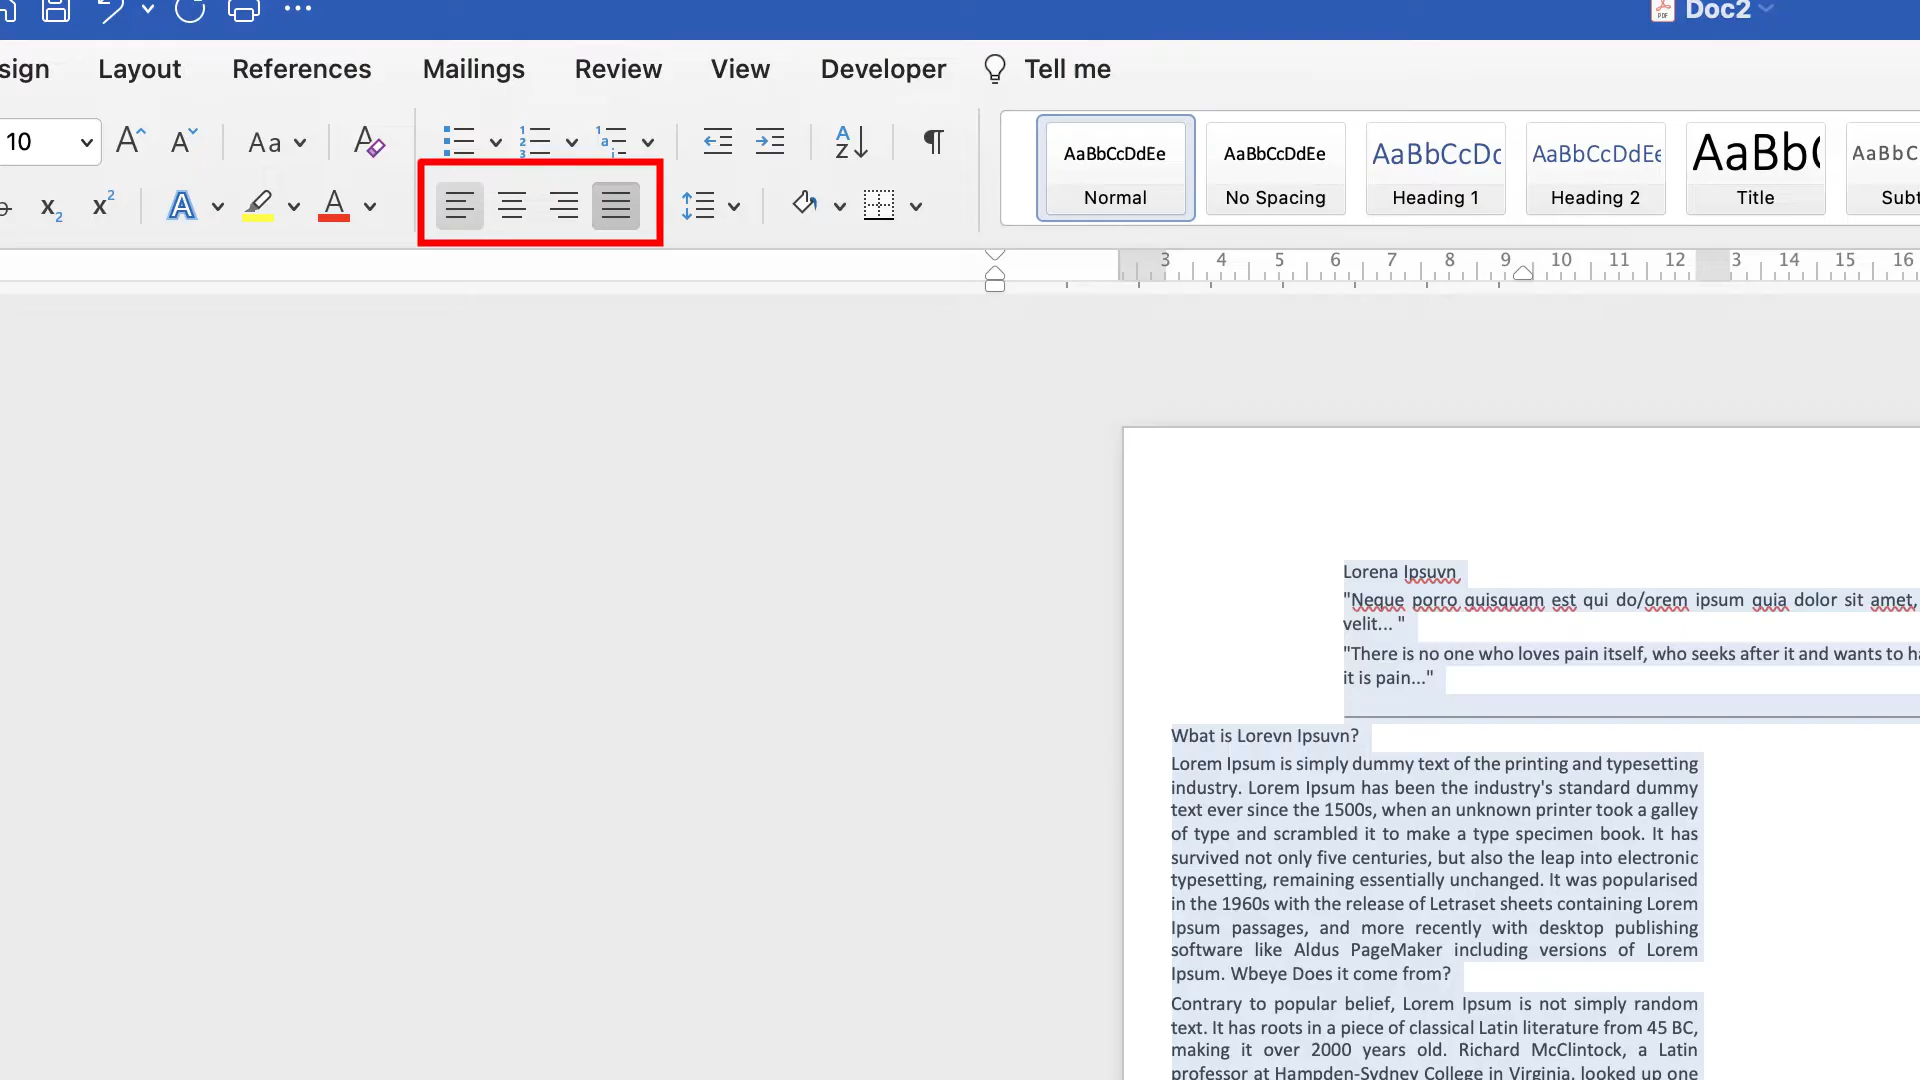 Doc2
sign Layout References Mailings Review View Developer Tell me
10
AaBbCcDdEe AaBbCcDdEe AaBbCcDc AaBbCcDdEe AaBb( AaBbC
Normal No Spacing Heading 1 Heading 2 Title Subt
3 4 5 6 7 8 9 10 11 12 3 14 15 16
Lorena Ipsuvn
"Neque porro quisquam est qui do/orem ipsum quia dolor sit amet,
velit... "
"There is no one who loves pain itself, who seeks after it and wants to ha
it is pain..."
Wbat is Lorevn Ipsuvn?
Lorem Ipsum is simply dummy text of the printing and typesetting
industry. Lorem Ipsum has been the industry's standard dummy
text ever since the 1500s, when an unknown printer took a galley
of type and scrambled it to make a type specimen book. It has
survived not only five centuries, but also the leap into electronic
typesetting, remaining essentially unchanged. It was popularised
in the 1960s with the release of Letraset sheets containing Lorem
Ipsum passages, and more recently with desktop publishing
software like Aldus PageMaker including versions of Lorem
Ipsum. Wbeye Does it come from?
Contrary to popular belief, Lorem Ipsum is not simply random
text. It has roots in a piece of classical Latin literature from 45 BC,
making it over 2000 years old. Richard McClintock, a Latin
professor at Hampden-Sydney College in Virginia, looked up one